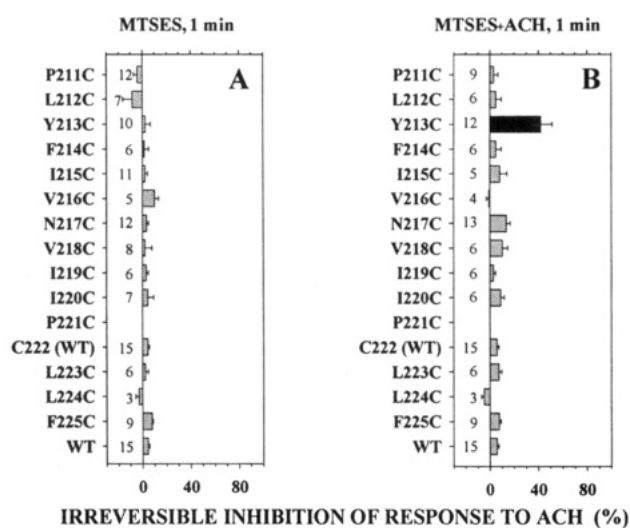 MTSES, 1 min
A
P211C 12
L212C 7
Y213C 10
F214C 6
I215C 11
V216C 5
N217C 12
V218C 8
I219C 6
I220C 7
P221C
C222 (WT) 15
L223C 6
L224C 3
F225C 9
WT 15
0 40 80
MTSES+ACH, 1 min
B
P211C 9
L212C 6
Y213C 12
F214C 6
I215C 5
V216C 4
N217C 13
V218C 6
I219C 6
I220C 6
P221C
C222 (WT) 15
L223C 6
L224C 3
F225C 9
WT 15
0 40 80
IRREVERSIBLE INHIBITION OF RESPONSE TO ACH (%)